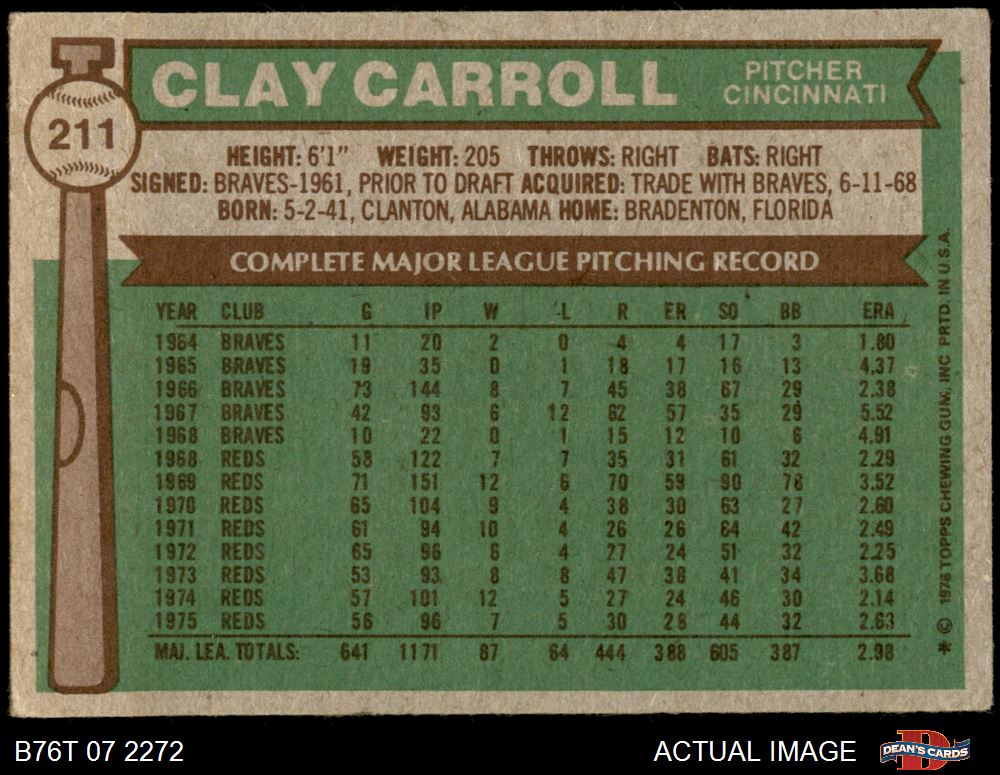 CLAY CARROLL
PITCHER
CINCINNATI
211
HEIGHT: 6'1" WEIGHT: 205 THROWS: RIGHT BATS: RIGHT
SIGNED: BRAVES-1961, PRIOR TO DRAFT ACQUIRED: TRADE WITH BRAVES, 6-11-68
BORN: 5-2-41, CLANTON, ALABAMA HOME: BRADENTON, FLORIDA
COMPLETE MAJOR LEAGUE PITCHING RECORD
YEAR CLUB G IP W L R ER SO BB ERA
1964 BRAVES 11 20 2 0 4 4 17 3 1.80
1965 BRAVES 19 35 0 1 18 17 16 13 4.37
1966 BRAVES 73 144 8 7 45 38 67 29 2.38
1967 BRAVES 42 93 6 12 62 57 35 29 5.52
1968 BRAVES 10 22 0 1 15 12 10 6 4.91
1968 REDS 58 122 7 7 35 31 61 32 2.29
1969 REDS 71 151 12 6 70 59 90 78 3.52
1970 REDS 65 104 9 4 38 30 63 27 2.60
1971 REDS 61 94 10 4 26 26 64 42 2.49
1972 REDS 65 96 6 4 27 24 51 32 2.25
1973 REDS 53 93 8 8 47 38 41 34 3.68
1974 REDS 57 101 12 5 27 24 46 30 2.14
1975 REDS 56 96 7 5 30 28 44 32 2.63
MAJ. LEA. TOTALS: 641 1171 87 64 444 388 605 387 2.98
* © 1976 TOPPS CHEWING GUM, INC. PRTD. IN U.S.A.
B76T 07 2272
ACTUAL IMAGE
D
DEAN'S CARDS